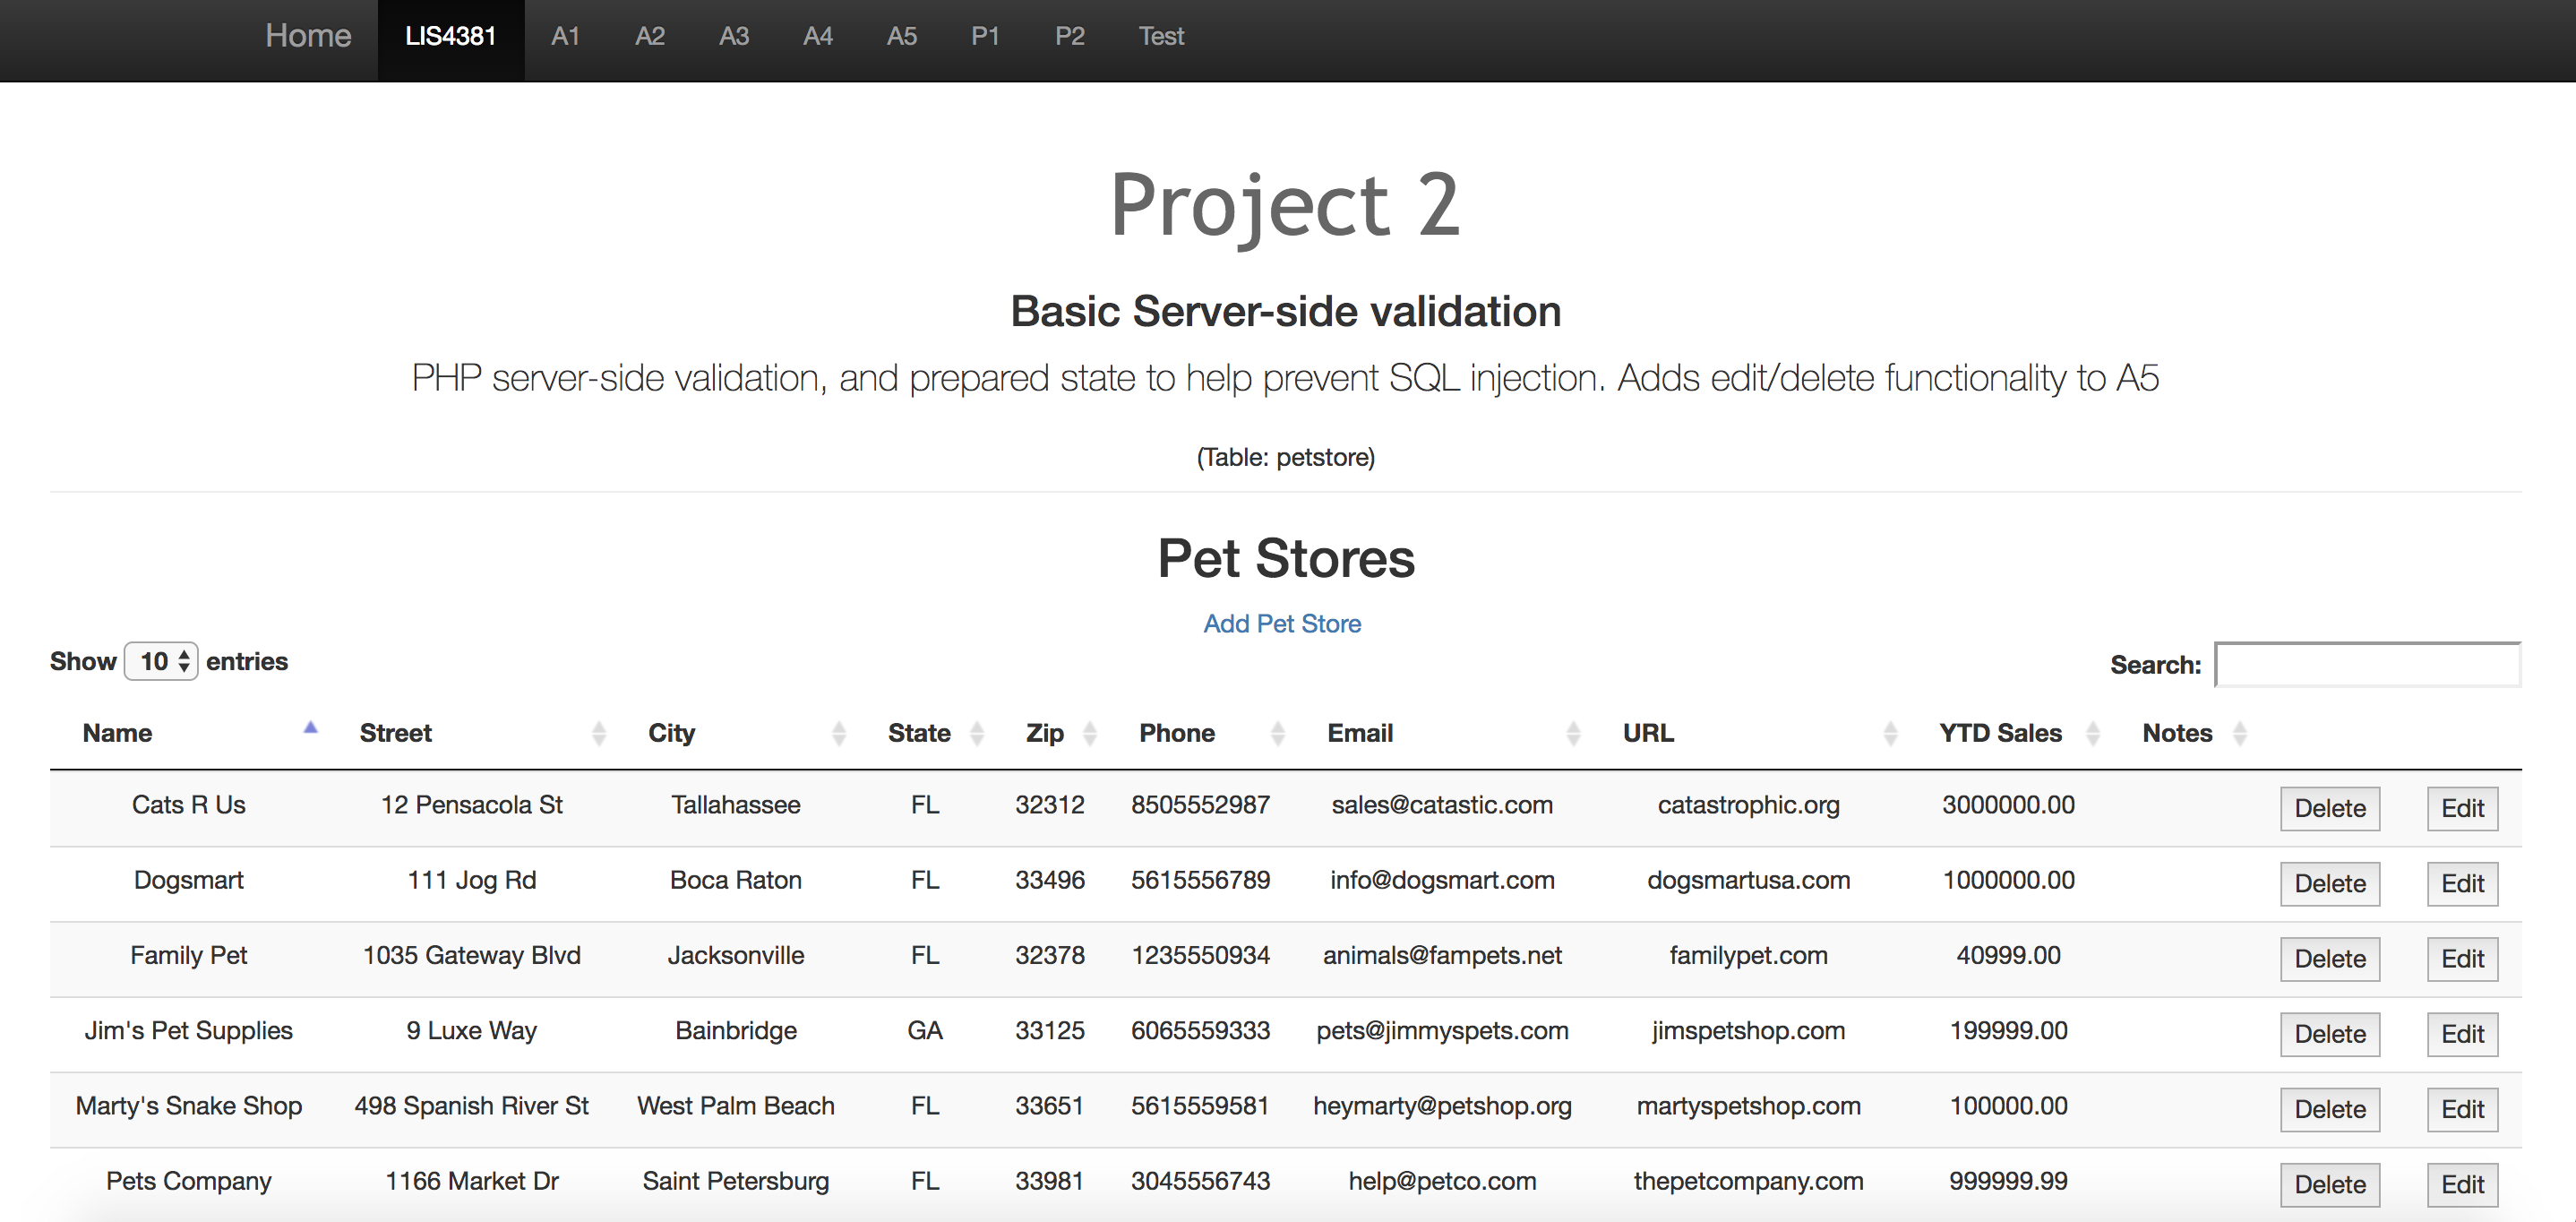 Home LIS4381 A1 A2 A3 A4 A5 P1 P2 Test
Project 2
Basic Server-side validation
PHP server-side validation, and prepared state to help prevent SQL injection. Adds edit/delete functionality to A5
(Table: petstore)
Pet Stores
Add Pet Store
Show 10 entries Search:
Name Street City State Zip Phone Email URL YTD Sales Notes
Cats R Us 12 Pensacola St Tallahassee FL 32312 8505552987 sales@catastic.com catastrophic.org 3000000.00 Delete Edit
Dogsmart 111 Jog Rd Boca Raton FL 33496 5615556789 info@dogsmart.com dogsmartusa.com 1000000.00 Delete Edit
Family Pet 1035 Gateway Blvd Jacksonville FL 32378 1235550934 animals@fampets.net familypet.com 40999.00 Delete Edit
Jim's Pet Supplies 9 Luxe Way Bainbridge GA 33125 6065559333 pets@jimmyspets.com jimspetshop.com 199999.00 Delete Edit
Marty's Snake Shop 498 Spanish River St West Palm Beach FL 33651 5615559581 heymarty@petshop.org martyspetshop.com 100000.00 Delete Edit
Pets Company 1166 Market Dr Saint Petersburg FL 33981 3045556743 help@petco.com thepetcompany.com 999999.99 Delete Edit